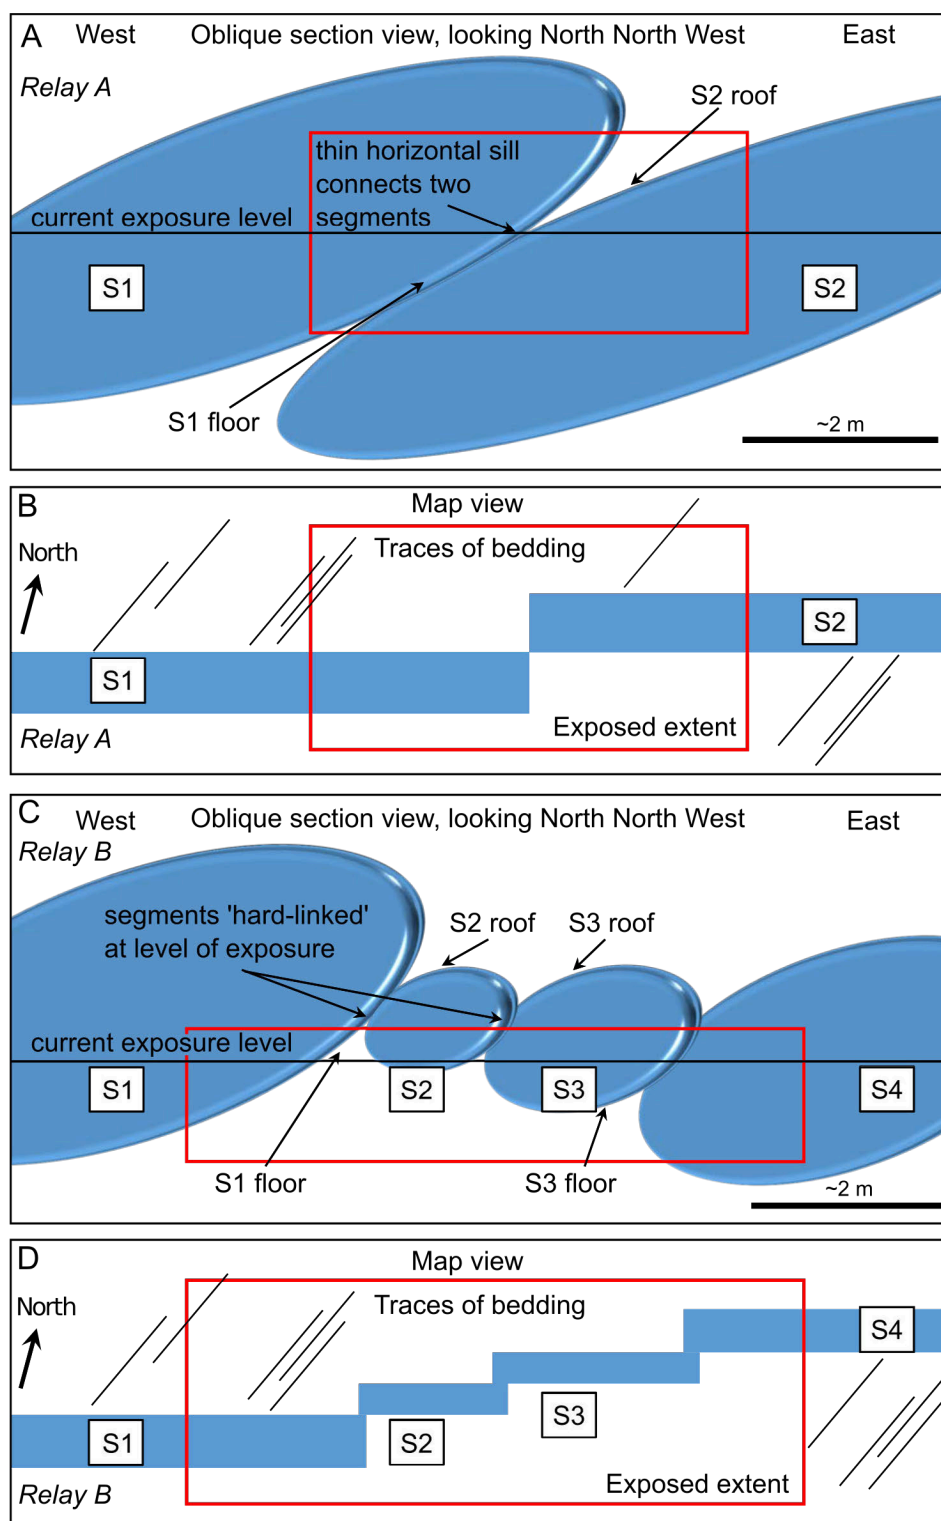 A West Oblique section view, looking North North West East
Relay A
S2 roof
thin horizontal sill
connects two
segments
current exposure level
S1
S2
S1 floor
~2 m
B Map view
North
Traces of bedding
S2
S1
Relay A
Exposed extent
C West Oblique section view, looking North North West East
Relay B
segments 'hard-linked'
at level of exposure
S2 roof
S3 roof
current exposure level
S1
S2
S3
S4
S1 floor
S3 floor
~2 m
D Map view
North
Traces of bedding
S4
S3
S1
S2
Exposed extent
Relay B